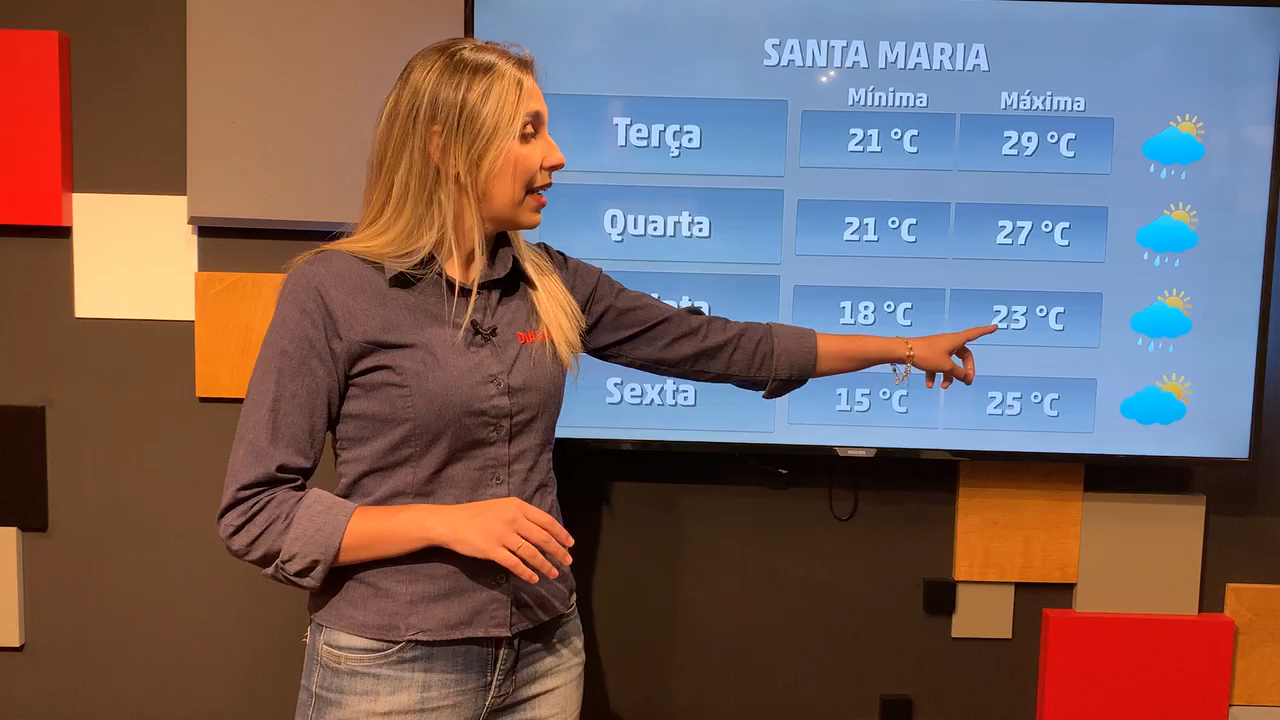 SANTA MARIA
Mínima Máxima
Terça 21 °C 29 °C
Quarta 21 °C 27 °C
18 °C 23 °C
Sexta 15 °C 25 °C
PHILIPS